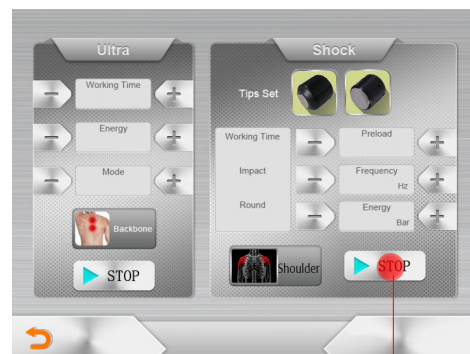 Ultra
Working Time
Energy
Mode
Backbone
STOP
Shock
Tips Set
Working Time
Preload
Impact
Frequency
Hz
Round
Energy
Bar
Shoulder
STOP